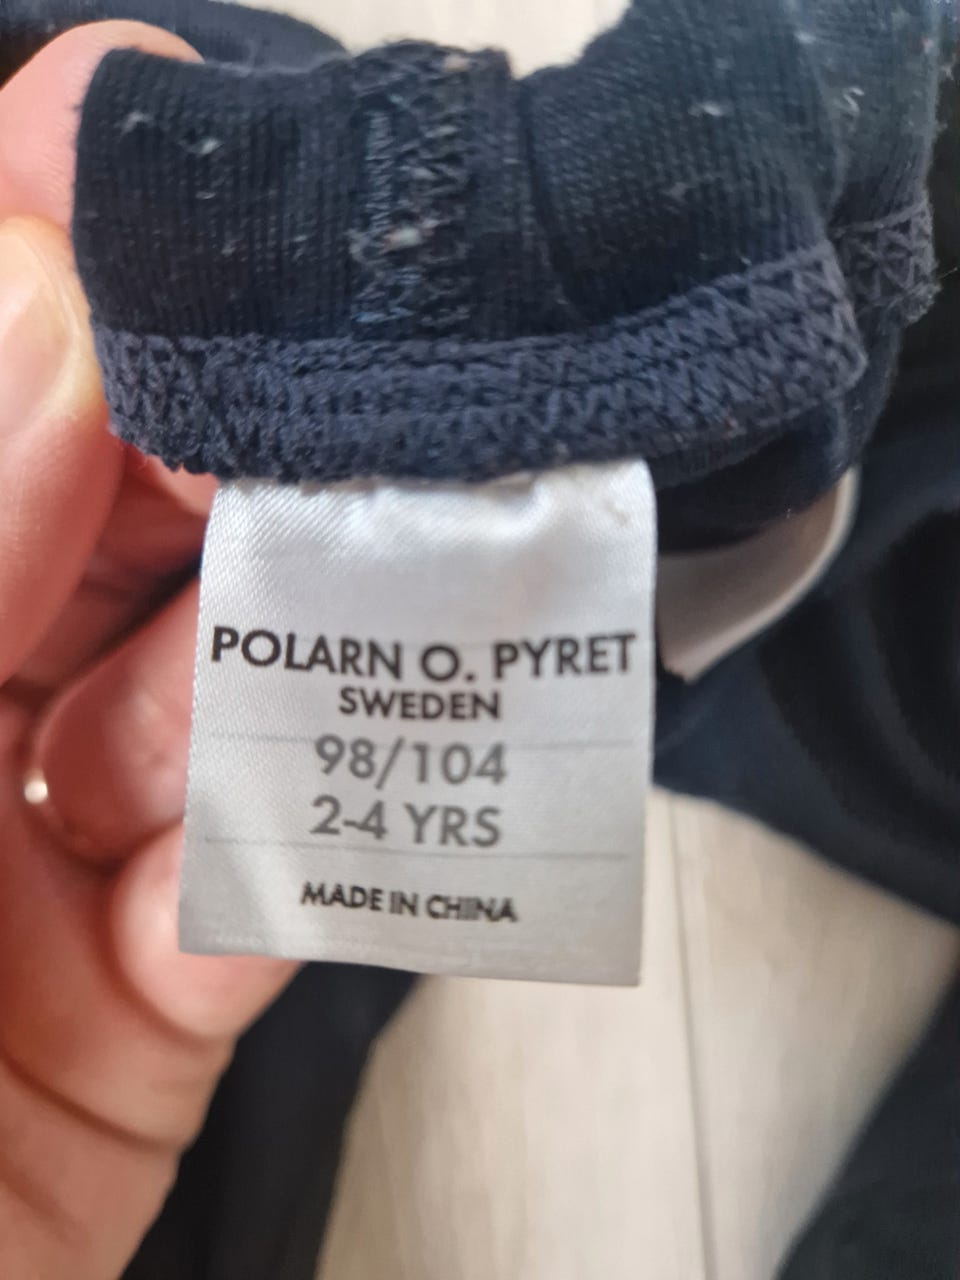 POLARN O. PYRET
SWEDEN
98/104
2-4 YRS
MADE IN CHINA